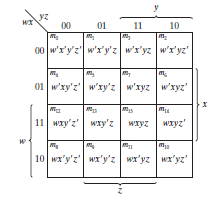 y
yz
wx 00 01 11 10
m₀ m₁ m₃ m₂
00 w'x'y'z' w'x'y'z w'x'yz w'x'yz'
m₄ m₅ m₇ m₆
01 w'xy'z' w'xy'z w'xyz w'xyz'
x
m₁₂ m₁₃ m₁₅ m₁₄
11 wxy'z' wxy'z wxyz wxyz'
w
m₈ m₉ m₁₁ m₁₀
10 wx'y'z' wx'y'z wx'yz wx'yz'
z